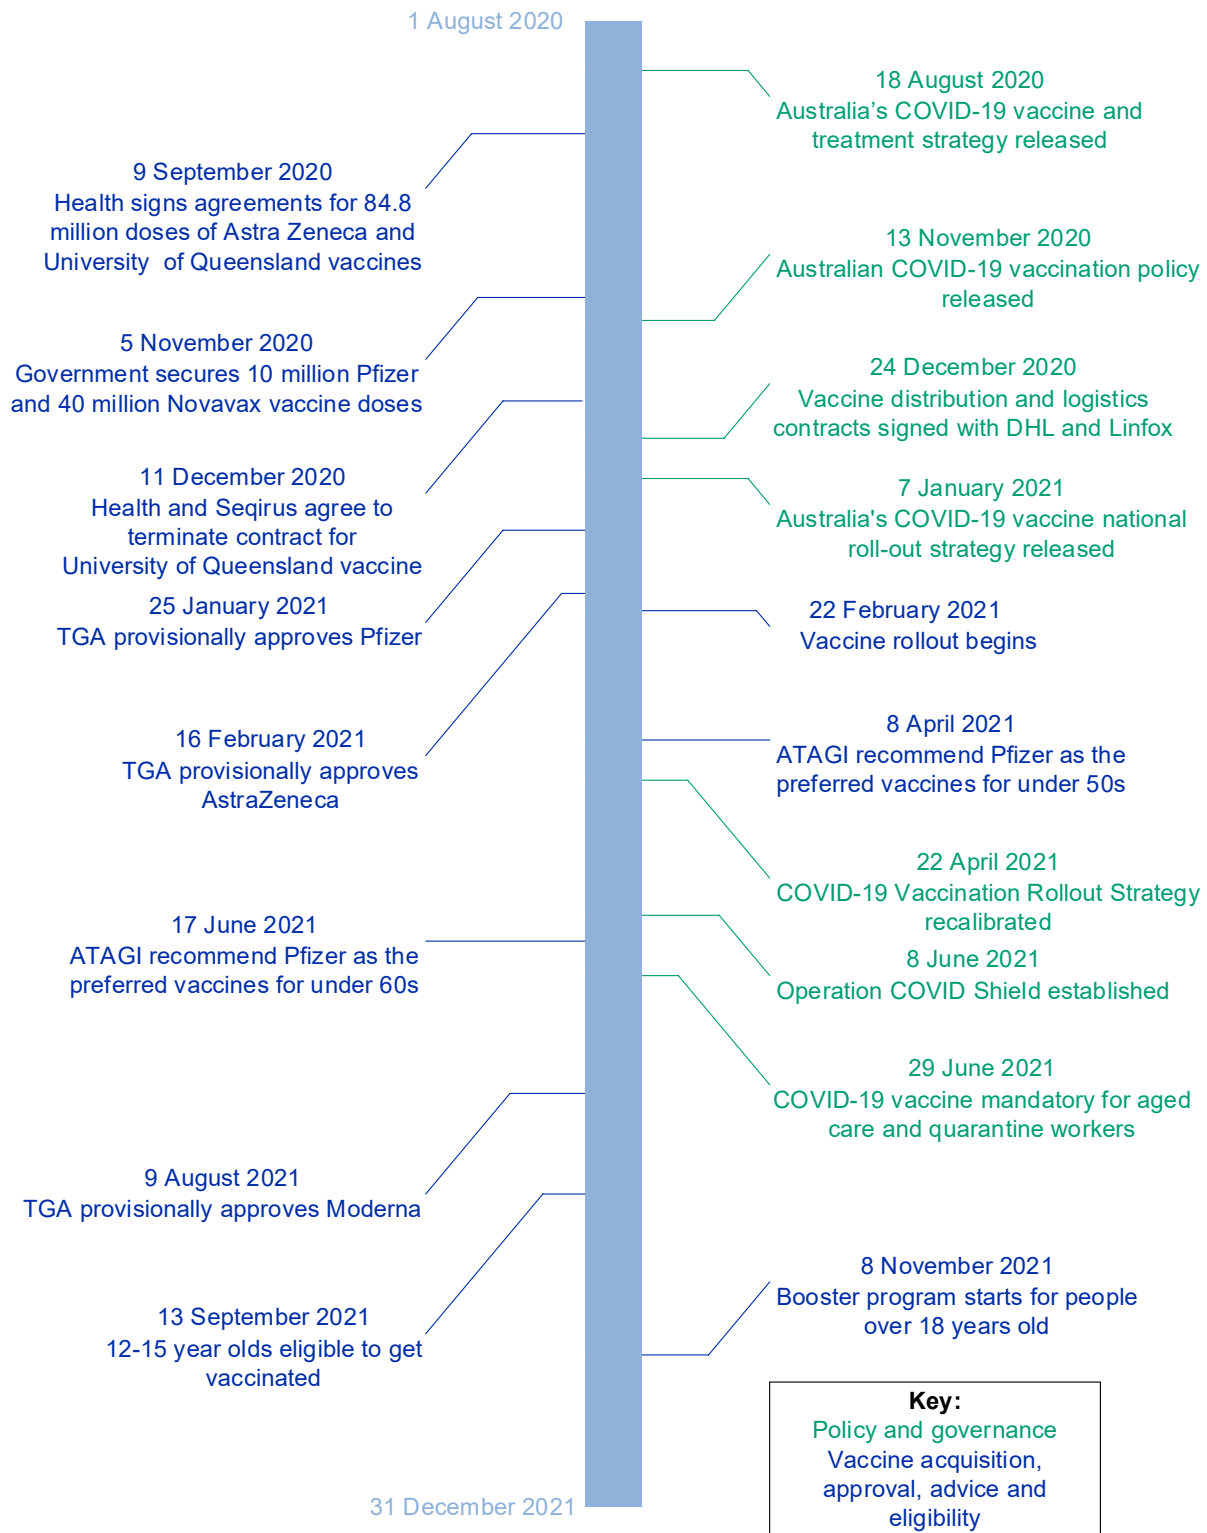 1 August 2020
18 August 2020
Australia’s COVID-19 vaccine and
treatment strategy released
9 September 2020
Health signs agreements for 84.8
million doses of Astra Zeneca and
University  of Queensland vaccines
13 November 2020
Australian COVID-19 vaccination policy
released
5 November 2020
Government secures 10 million Pfizer
and 40 million Novavax vaccine doses
24 December 2020
Vaccine distribution and logistics
contracts signed with DHL and Linfox
11 December 2020
Health and Seqirus agree to
terminate contract for
University of Queensland vaccine
7 January 2021
Australia's COVID-19 vaccine national
roll-out strategy released
25 January 2021
TGA provisionally approves Pfizer
22 February 2021
Vaccine rollout begins
16 February 2021
TGA provisionally approves
AstraZeneca
8 April 2021
ATAGI recommend Pfizer as the
preferred vaccines for under 50s
22 April 2021
COVID-19 Vaccination Rollout Strategy
recalibrated
17 June 2021
ATAGI recommend Pfizer as the
preferred vaccines for under 60s
8 June 2021
Operation COVID Shield established
29 June 2021
COVID-19 vaccine mandatory for aged
care and quarantine workers
9 August 2021
TGA provisionally approves Moderna
8 November 2021
Booster program starts for people
over 18 years old
13 September 2021
12-15 year olds eligible to get
vaccinated
Key:
Policy and governance
Vaccine acquisition,
approval, advice and
eligibility
31 December 2021